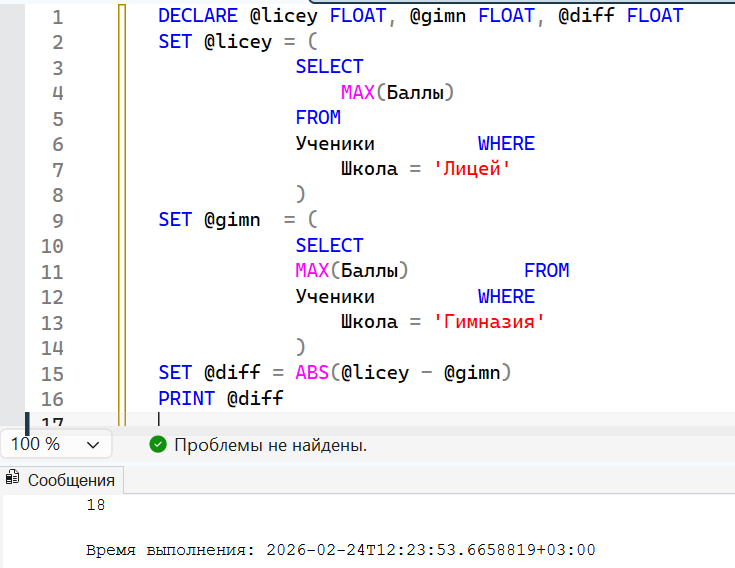 1 DECLARE @licey FLOAT, @gimn FLOAT, @diff FLOAT
2 SET @licey = (
3 SELECT
4 MAX(Баллы)
5 FROM
6 Ученики WHERE
7 Школа = 'Лицей'
8 )
9 SET @gimn = (
10 SELECT
11 MAX(Баллы) FROM
12 Ученики WHERE
13 Школа = 'Гимназия'
14 )
15 SET @diff = ABS(@licey - @gimn)
16 PRINT @diff
17
100 % Проблемы не найдены.
Сообщения
18
Время выполнения: 2026-02-24T12:23:53.6658819+03:00